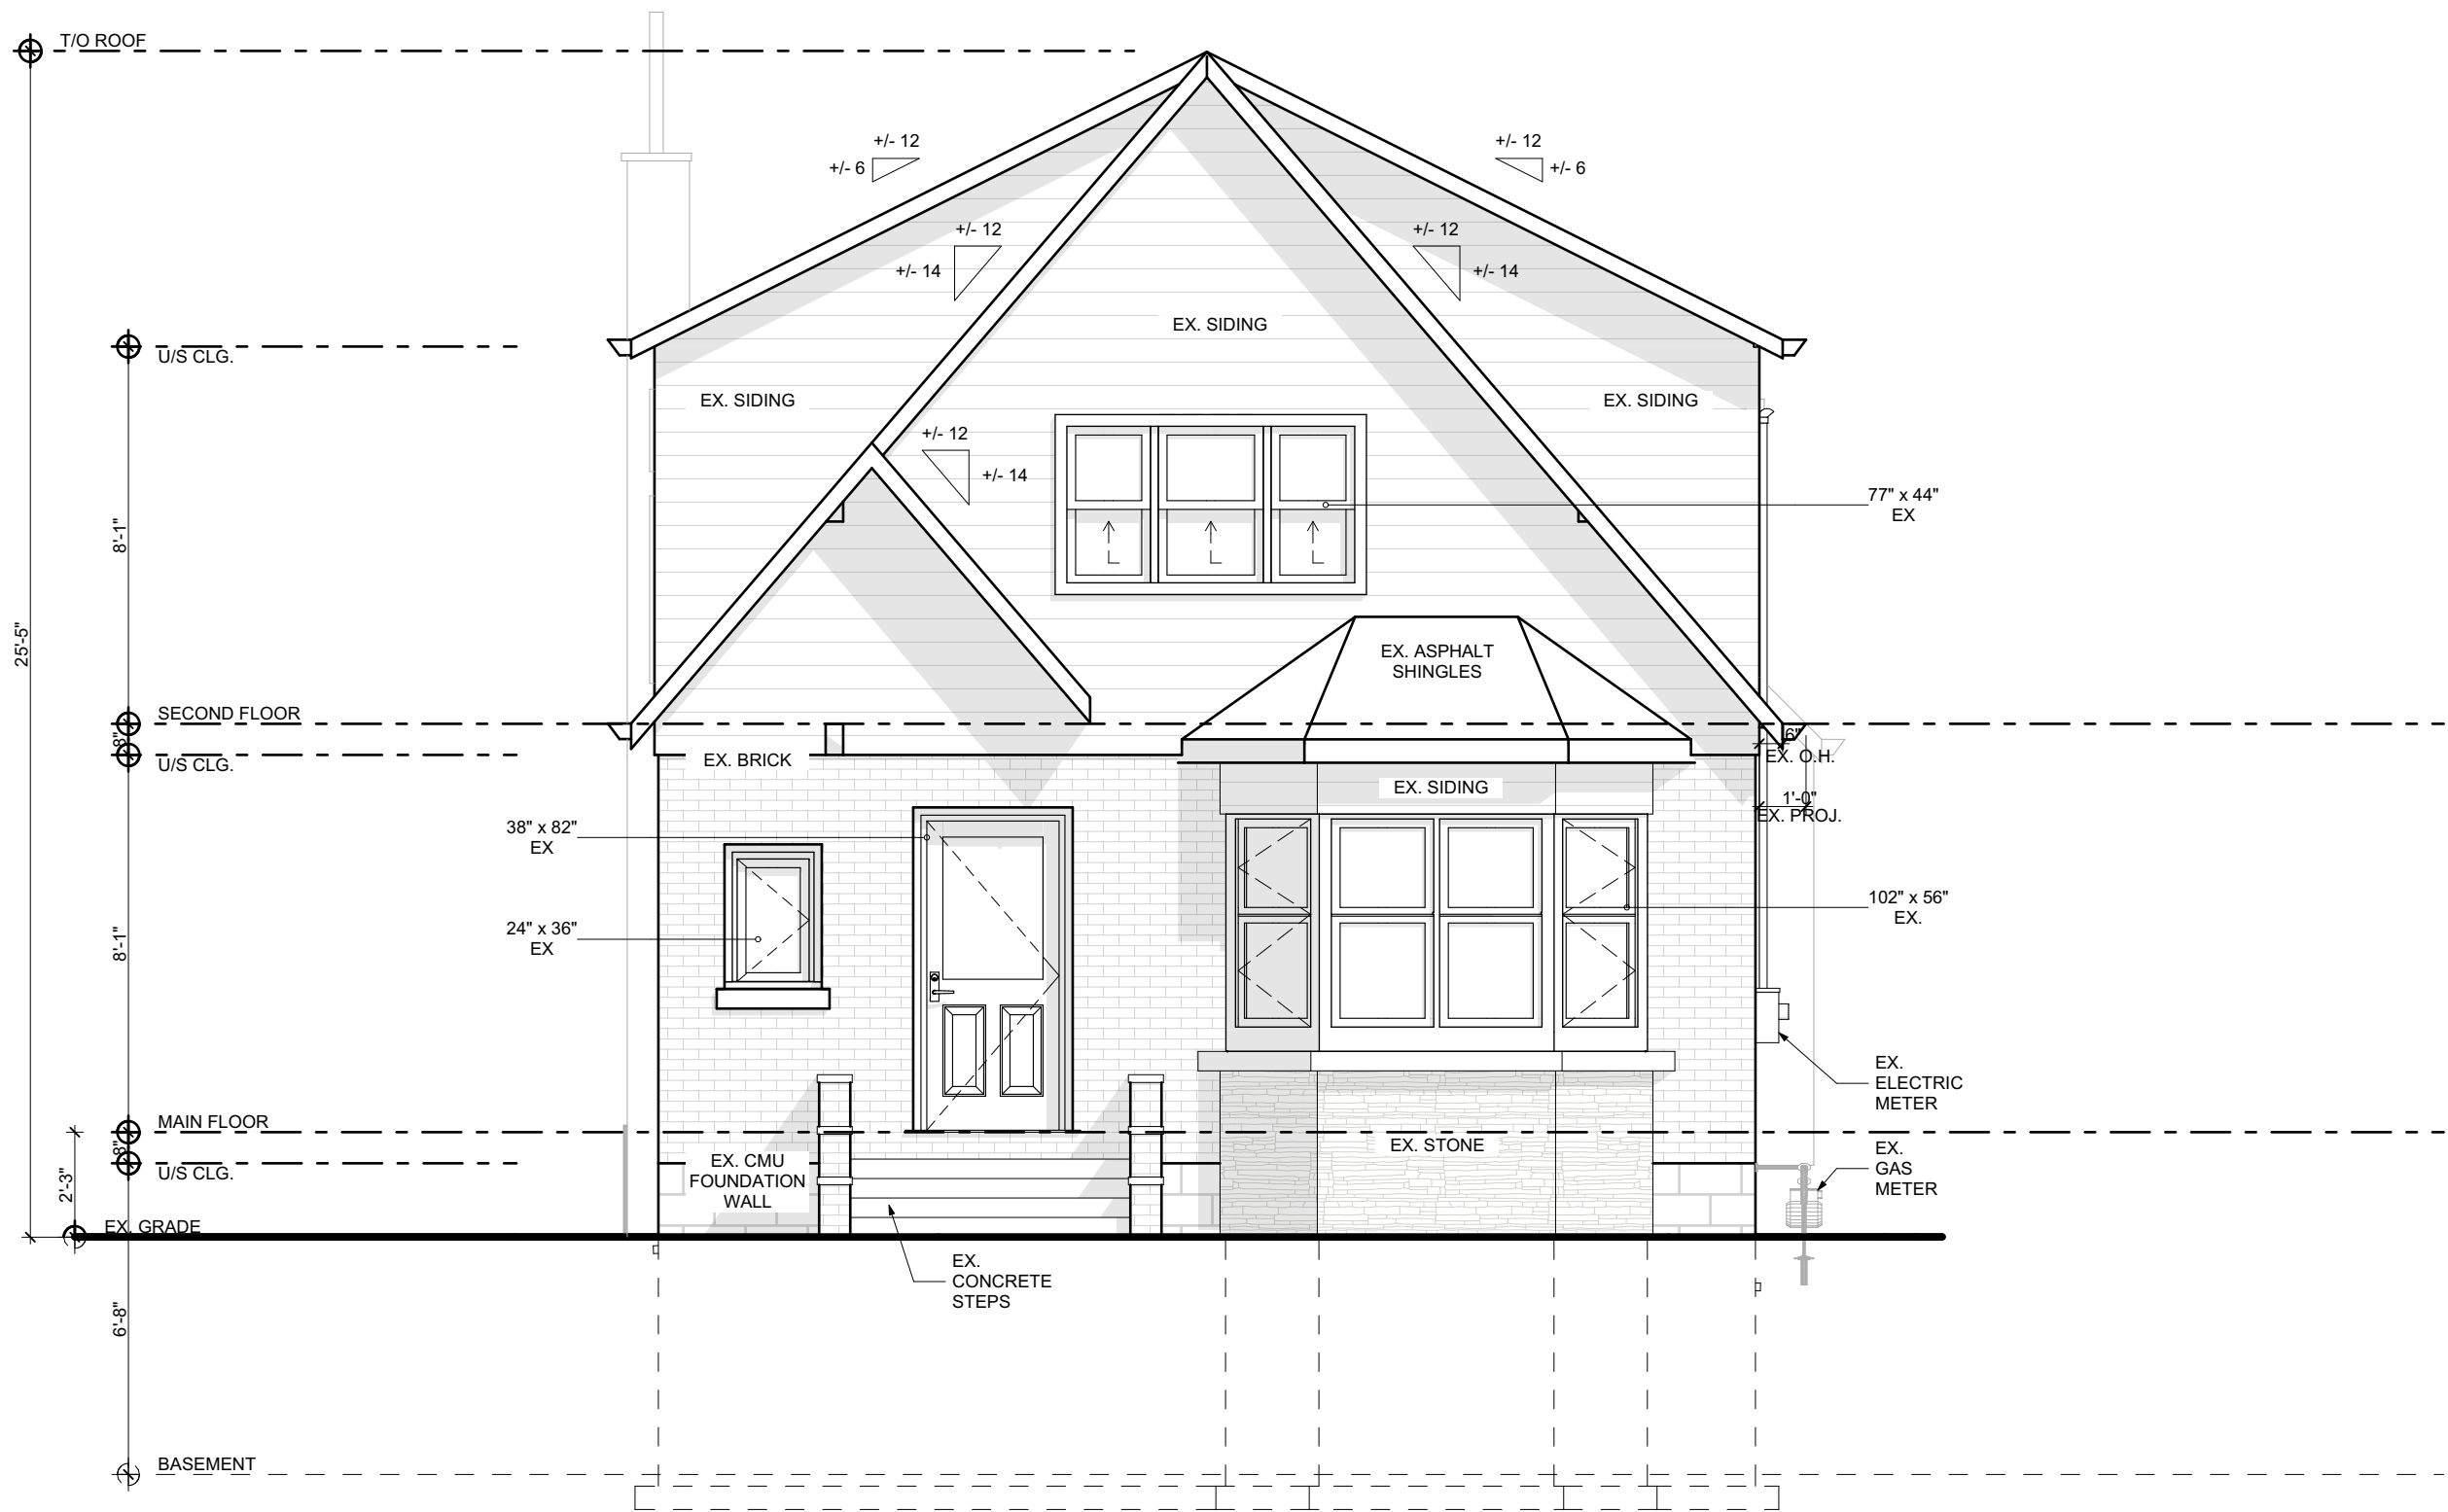 T/O ROOF
+/- 12
+/- 6
+/- 12
+/- 6
+/- 12
+/- 14
+/- 12
+/- 14
EX. SIDING
U/S CLG.
EX. SIDING
EX. SIDING
+/- 12
+/- 14
77" x 44"
EX
8'-1"
25'-5"
EX. ASPHALT
SHINGLES
SECOND FLOOR
8"
U/S CLG.
EX. BRICK
6"
EX. O.H.
EX. SIDING
1'-0"
EX. PROJ.
38" x 82"
EX
24" x 36"
EX
102" x 56"
EX.
8'-1"
EX.
ELECTRIC
METER
MAIN FLOOR
8"
U/S CLG.
2'-3"
EX. CMU
FOUNDATION
WALL
EX. STONE
EX.
GAS
METER
EX. GRADE
EX.
CONCRETE
STEPS
6'-8"
BASEMENT